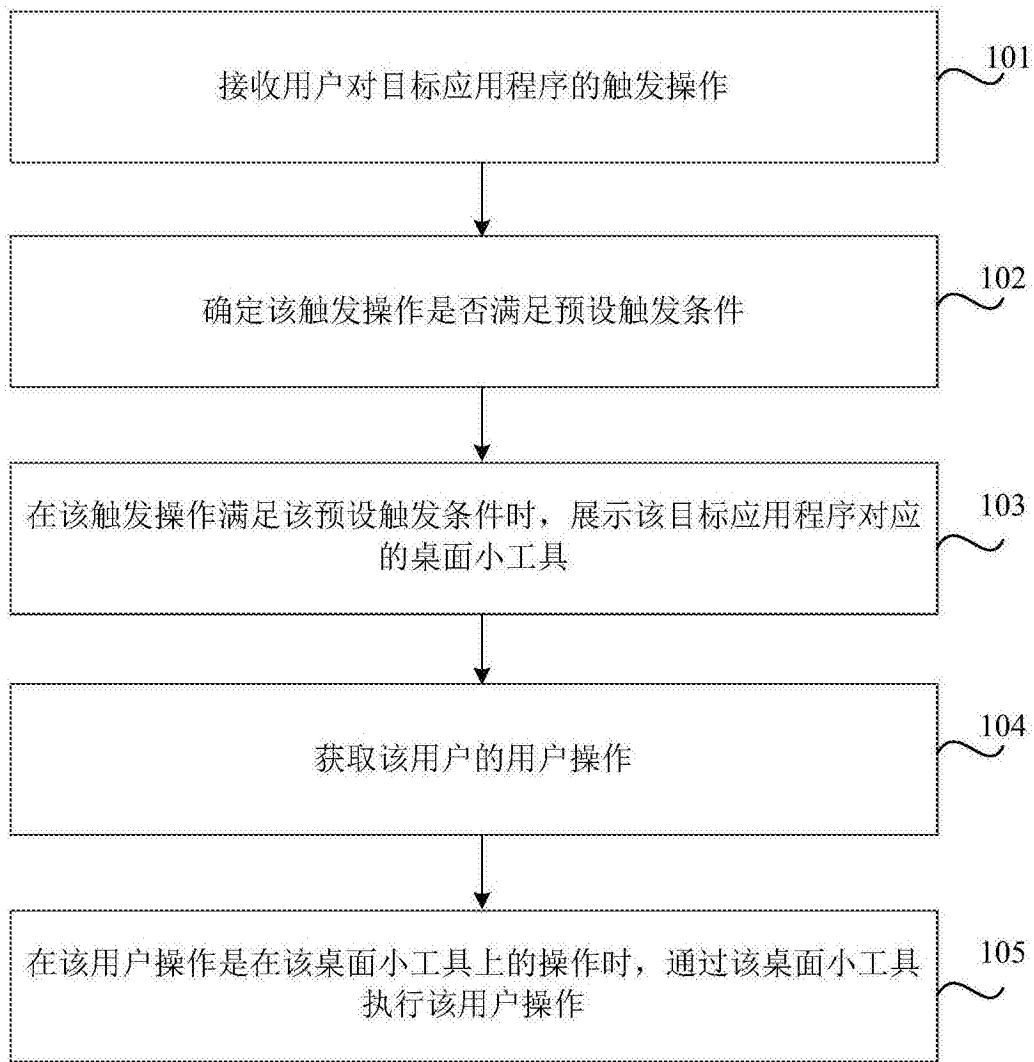 接收用户对目标应用程序的触发操作
101
确定该触发操作是否满足预设触发条件
102
在该触发操作满足该预设触发条件时，展示该目标应用程序对应
的桌面小工具
103
获取该用户的用户操作
104
在该用户操作是在该桌面小工具上的操作时，通过该桌面小工具
执行该用户操作
105